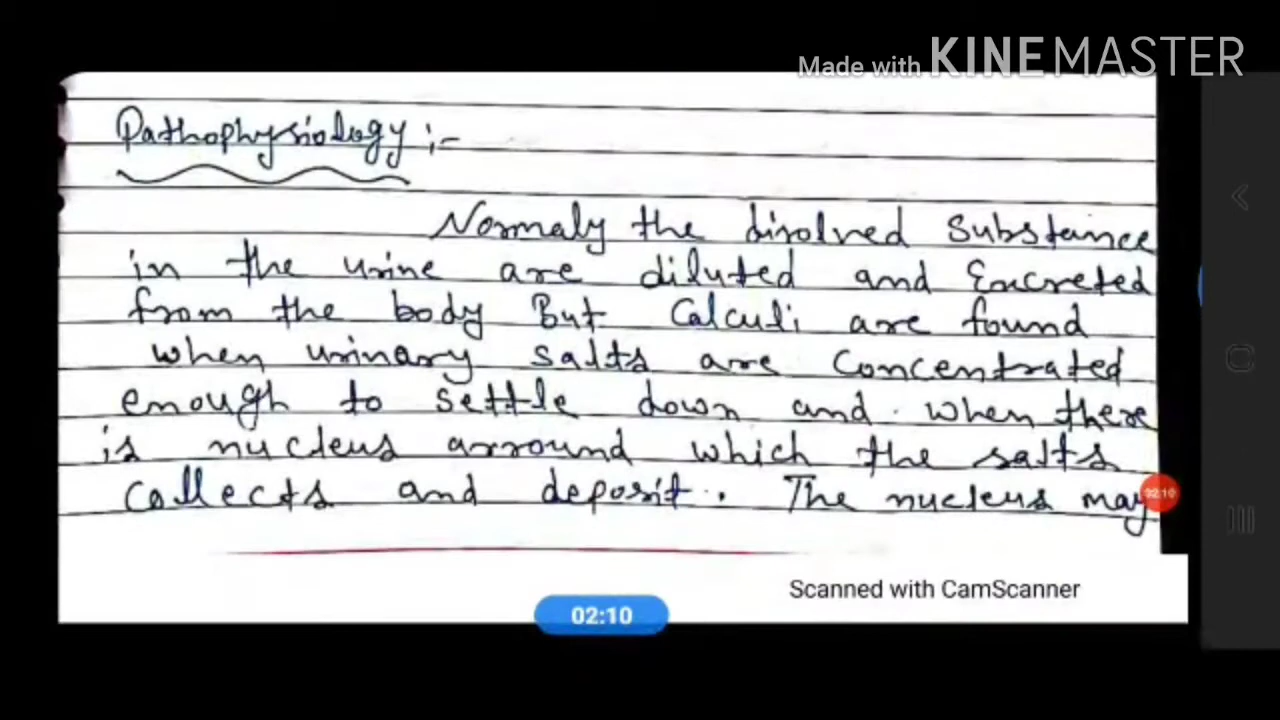 Made with KINEMASTER
Pathophysiology :-
Normaly the disolved Substance
in the urine are diluted and Excreted
from the body But Calculi are found
when urinary salts are Concentrated
enough to settle down and when there
is nucleus arround which the salts
Collects and deposit. The nucleus may
02:10
Scanned with CamScanner
02:10